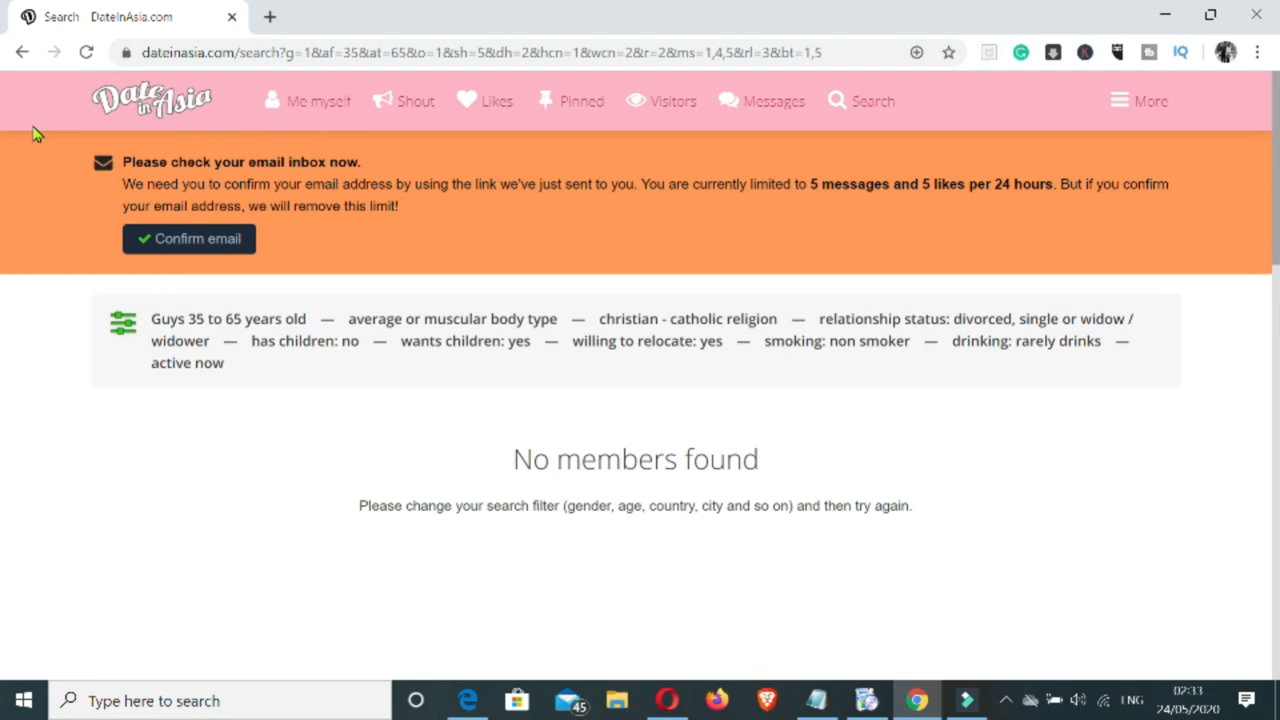 Search DateInAsia.com
dateinasia.com/search?g=1&af=35&at=65&o=1&sh=5&dh=2&hcn=1&wcn=2&r=2&ms=1,4,5&rl=3&bt=1,5
IQ
Date in Asia
Me myself Shout Likes Pinned Visitors Messages Search More
Please check your email inbox now.
We need you to confirm your email address by using the link we've just sent to you. You are currently limited to 5 messages and 5 likes per 24 hours. But if you confirm
your email address, we will remove this limit!
Confirm email
Guys 35 to 65 years old — average or muscular body type — christian - catholic religion — relationship status: divorced, single or widow /
widower — has children: no — wants children: yes — willing to relocate: yes — smoking: non smoker — drinking: rarely drinks —
active now
No members found
Please change your search filter (gender, age, country, city and so on) and then try again.
Type here to search
45
ENG
02:33
24/05/2020